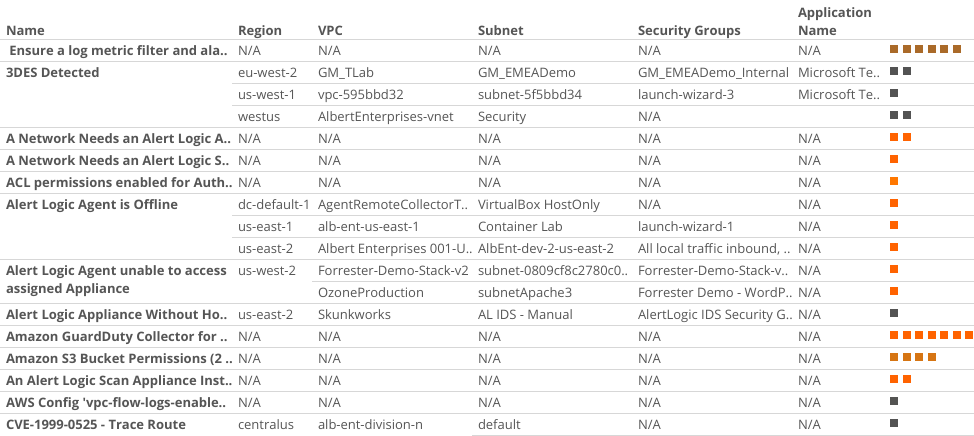 Application
Name Region VPC Subnet Security Groups Name
Ensure a log metric filter and ala.. N/A N/A N/A N/A N/A
3DES Detected eu-west-2 GM_TLab GM_EMEADemo GM_EMEADemo_Internal Microsoft Te..
us-west-1 vpc-595bbd32 subnet-5f5bbd34 launch-wizard-3 Microsoft Te..
westus AlbertEnterprises-vnet Security N/A
A Network Needs an Alert Logic A.. N/A N/A N/A N/A N/A
A Network Needs an Alert Logic S.. N/A N/A N/A N/A N/A
ACL permissions enabled for Auth.. N/A N/A N/A N/A N/A
Alert Logic Agent is Offline dc-default-1 AgentRemoteCollectorT.. VirtualBox HostOnly N/A N/A
us-east-1 alb-ent-us-east-1 Container Lab launch-wizard-1 N/A
us-east-2 Albert Enterprises 001-U.. AlbEnt-dev-2-us-east-2 All local traffic inbound, .. N/A
Alert Logic Agent unable to access us-west-2 Forrester-Demo-Stack-v2 subnet-0809cf8c2780c0.. Forrester-Demo-Stack-v.. N/A
assigned Appliance OzoneProduction subnetApache3 Forrester Demo - WordP.. N/A
Alert Logic Appliance Without Ho.. us-east-2 Skunkworks AL IDS - Manual AlertLogic IDS Security G.. N/A
Amazon GuardDuty Collector for .. N/A N/A N/A N/A N/A
Amazon S3 Bucket Permissions (2 .. N/A N/A N/A N/A N/A
An Alert Logic Scan Appliance Inst.. N/A N/A N/A N/A N/A
AWS Config 'vpc-flow-logs-enable.. N/A N/A N/A N/A N/A
CVE-1999-0525 - Trace Route centralus alb-ent-division-n default N/A N/A